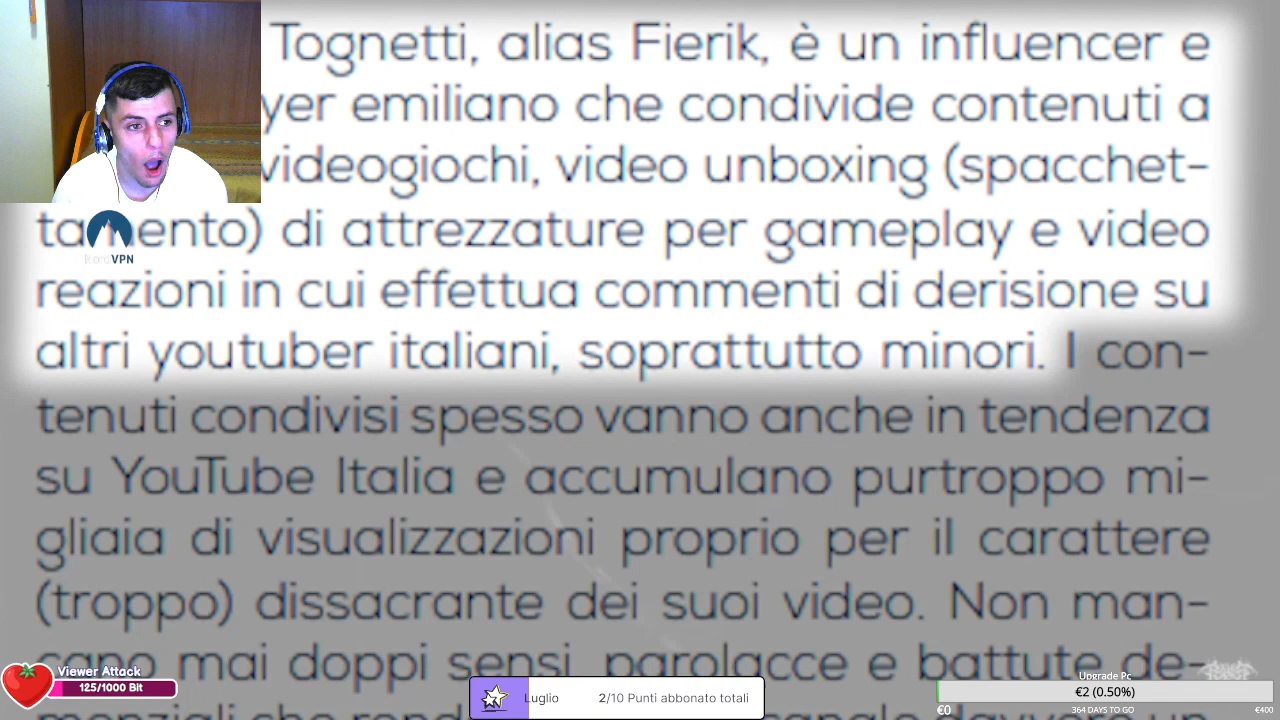 Tognetti, alias Fierik, è un influencer e
yer emiliano che condivide contenuti a
videogiochi, video unboxing (spacchet-
tamento) di attrezzature per gameplay e video
VPN
reazioni in cui effettua commenti di derisione su
altri youtuber italiani, soprattutto minori. I con-
tenuti condivisi spesso vanno anche in tendenza
su YouTube Italia e accumulano purtroppo mi-
gliaia di visualizzazioni proprio per il carattere
(troppo) dissacrante dei suoi video. Non man-
cano mai doppi sensi, parolacce e battute de-
Viewer Attack
125/1000 Bit
Luglio 2/10 Punti abbonato totali
Upgrade Pc
€2 (0.50%)
€0 364 DAYS TO GO €400